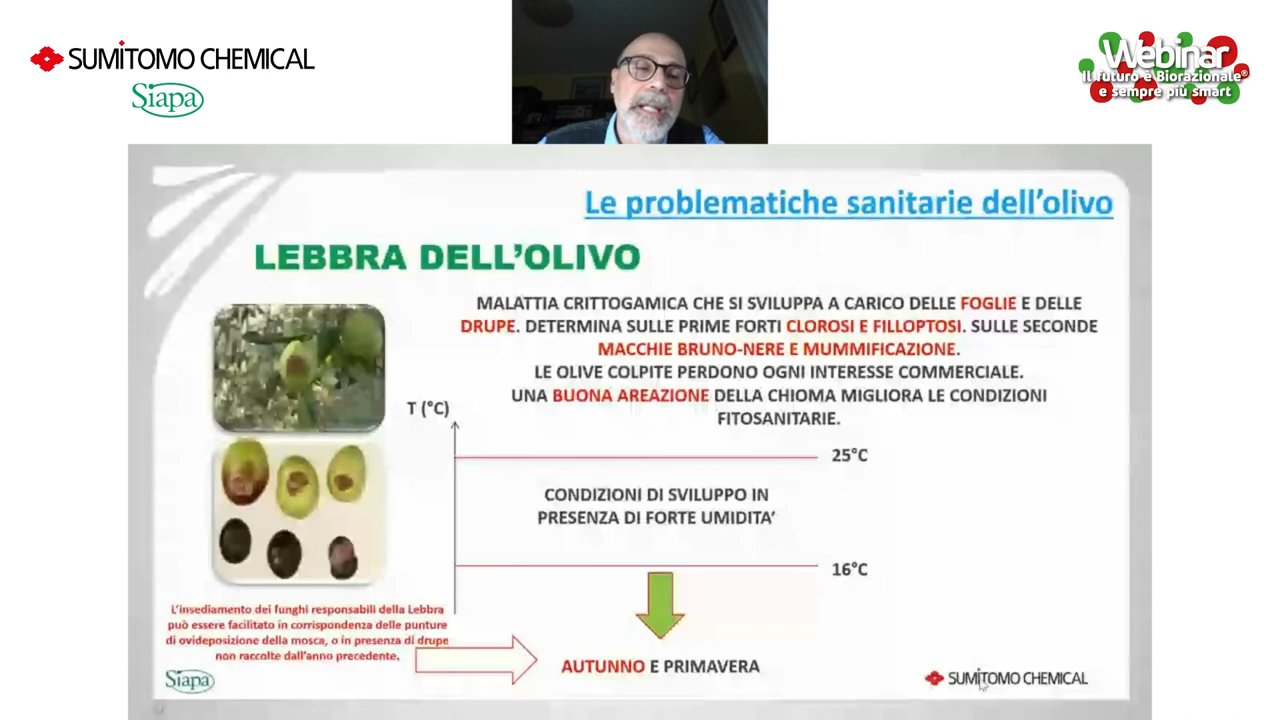 SUMITOMO CHEMICAL
Siapa
Webinar
Il futuro è Biorazionale®
e sempre più smart
Le problematiche sanitarie dell'olivo
LEBBRA DELL'OLIVO
MALATTIA CRITTOGAMICA CHE SI SVILUPPA A CARICO DELLE FOGLIE E DELLE
DRUPE. DETERMINA SULLE PRIME FORTI CLOROSI E FILLOPTOSI. SULLE SECONDE
MACCHIE BRUNO-NERE E MUMMIFICAZIONE.
LE OLIVE COLPITE PERDONO OGNI INTERESSE COMMERCIALE.
UNA BUONA AREAZIONE DELLA CHIOMA MIGLIORA LE CONDIZIONI
FITOSANITARIE.
T (°C)
25°C
CONDIZIONI DI SVILUPPO IN
PRESENZA DI FORTE UMIDITA'
16°C
L'insediamento dei funghi responsabili della Lebbra
può essere facilitato in corrispondenza delle punture
di ovideposizione della mosca, o in presenza di drupe
non raccolte dall'anno precedente.
AUTUNNO E PRIMAVERA
Siapa
SUMITOMO CHEMICAL